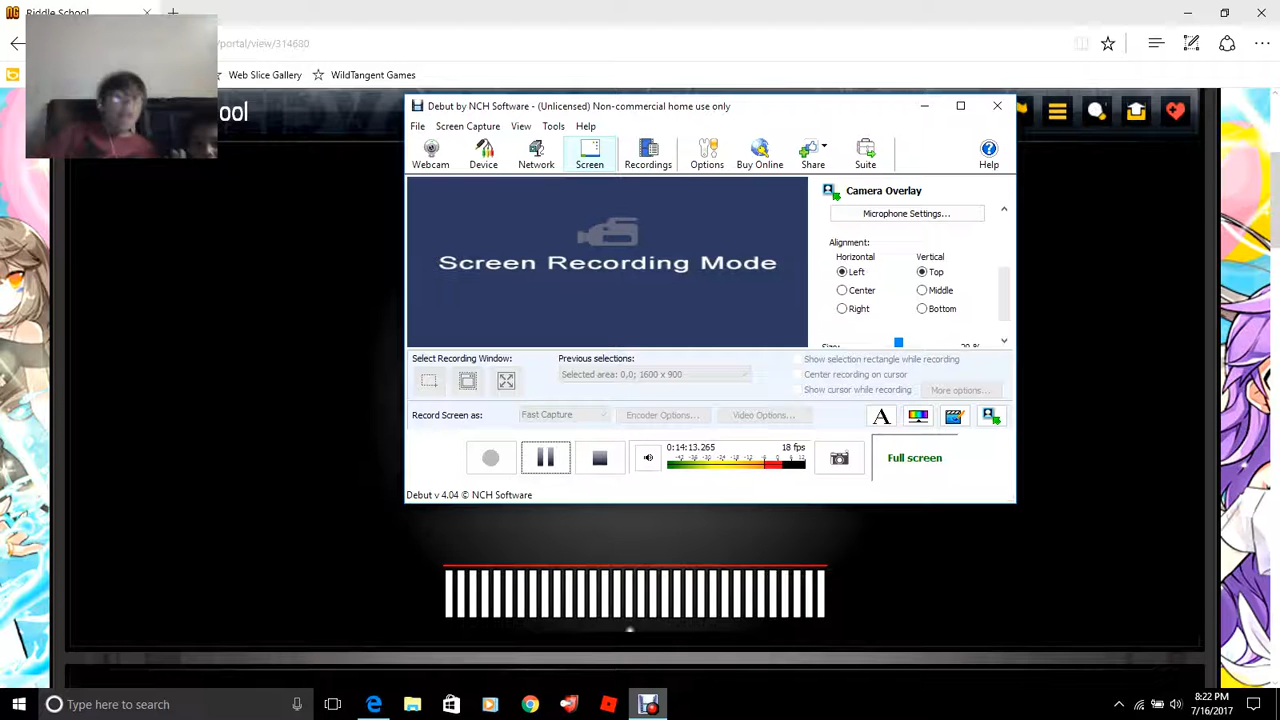 Riddle School
/portal/view/314680
Web Slice Gallery
WildTangent Games
ool
Debut by NCH Software - (Unlicensed) Non-commercial home use only
File Screen Capture View Tools Help
Webcam Device Network Screen Recordings Options Buy Online Share Suite Help
Screen Recording Mode
Camera Overlay
Microphone Settings...
Alignment:
Horizontal Vertical
Left Top
Center Middle
Right Bottom
Size: 20 %
Select Recording Window:
Previous selections:
Selected area: 0,0; 1600 x 900
Show selection rectangle while recording
Center recording on cursor
Show cursor while recording
More options...
Record Screen as:
Fast Capture
Encoder Options...
Video Options...
A
0:14:13.265 18 fps
Full screen
Debut v 4.04 © NCH Software
Type here to search
8:22 PM
7/16/2017